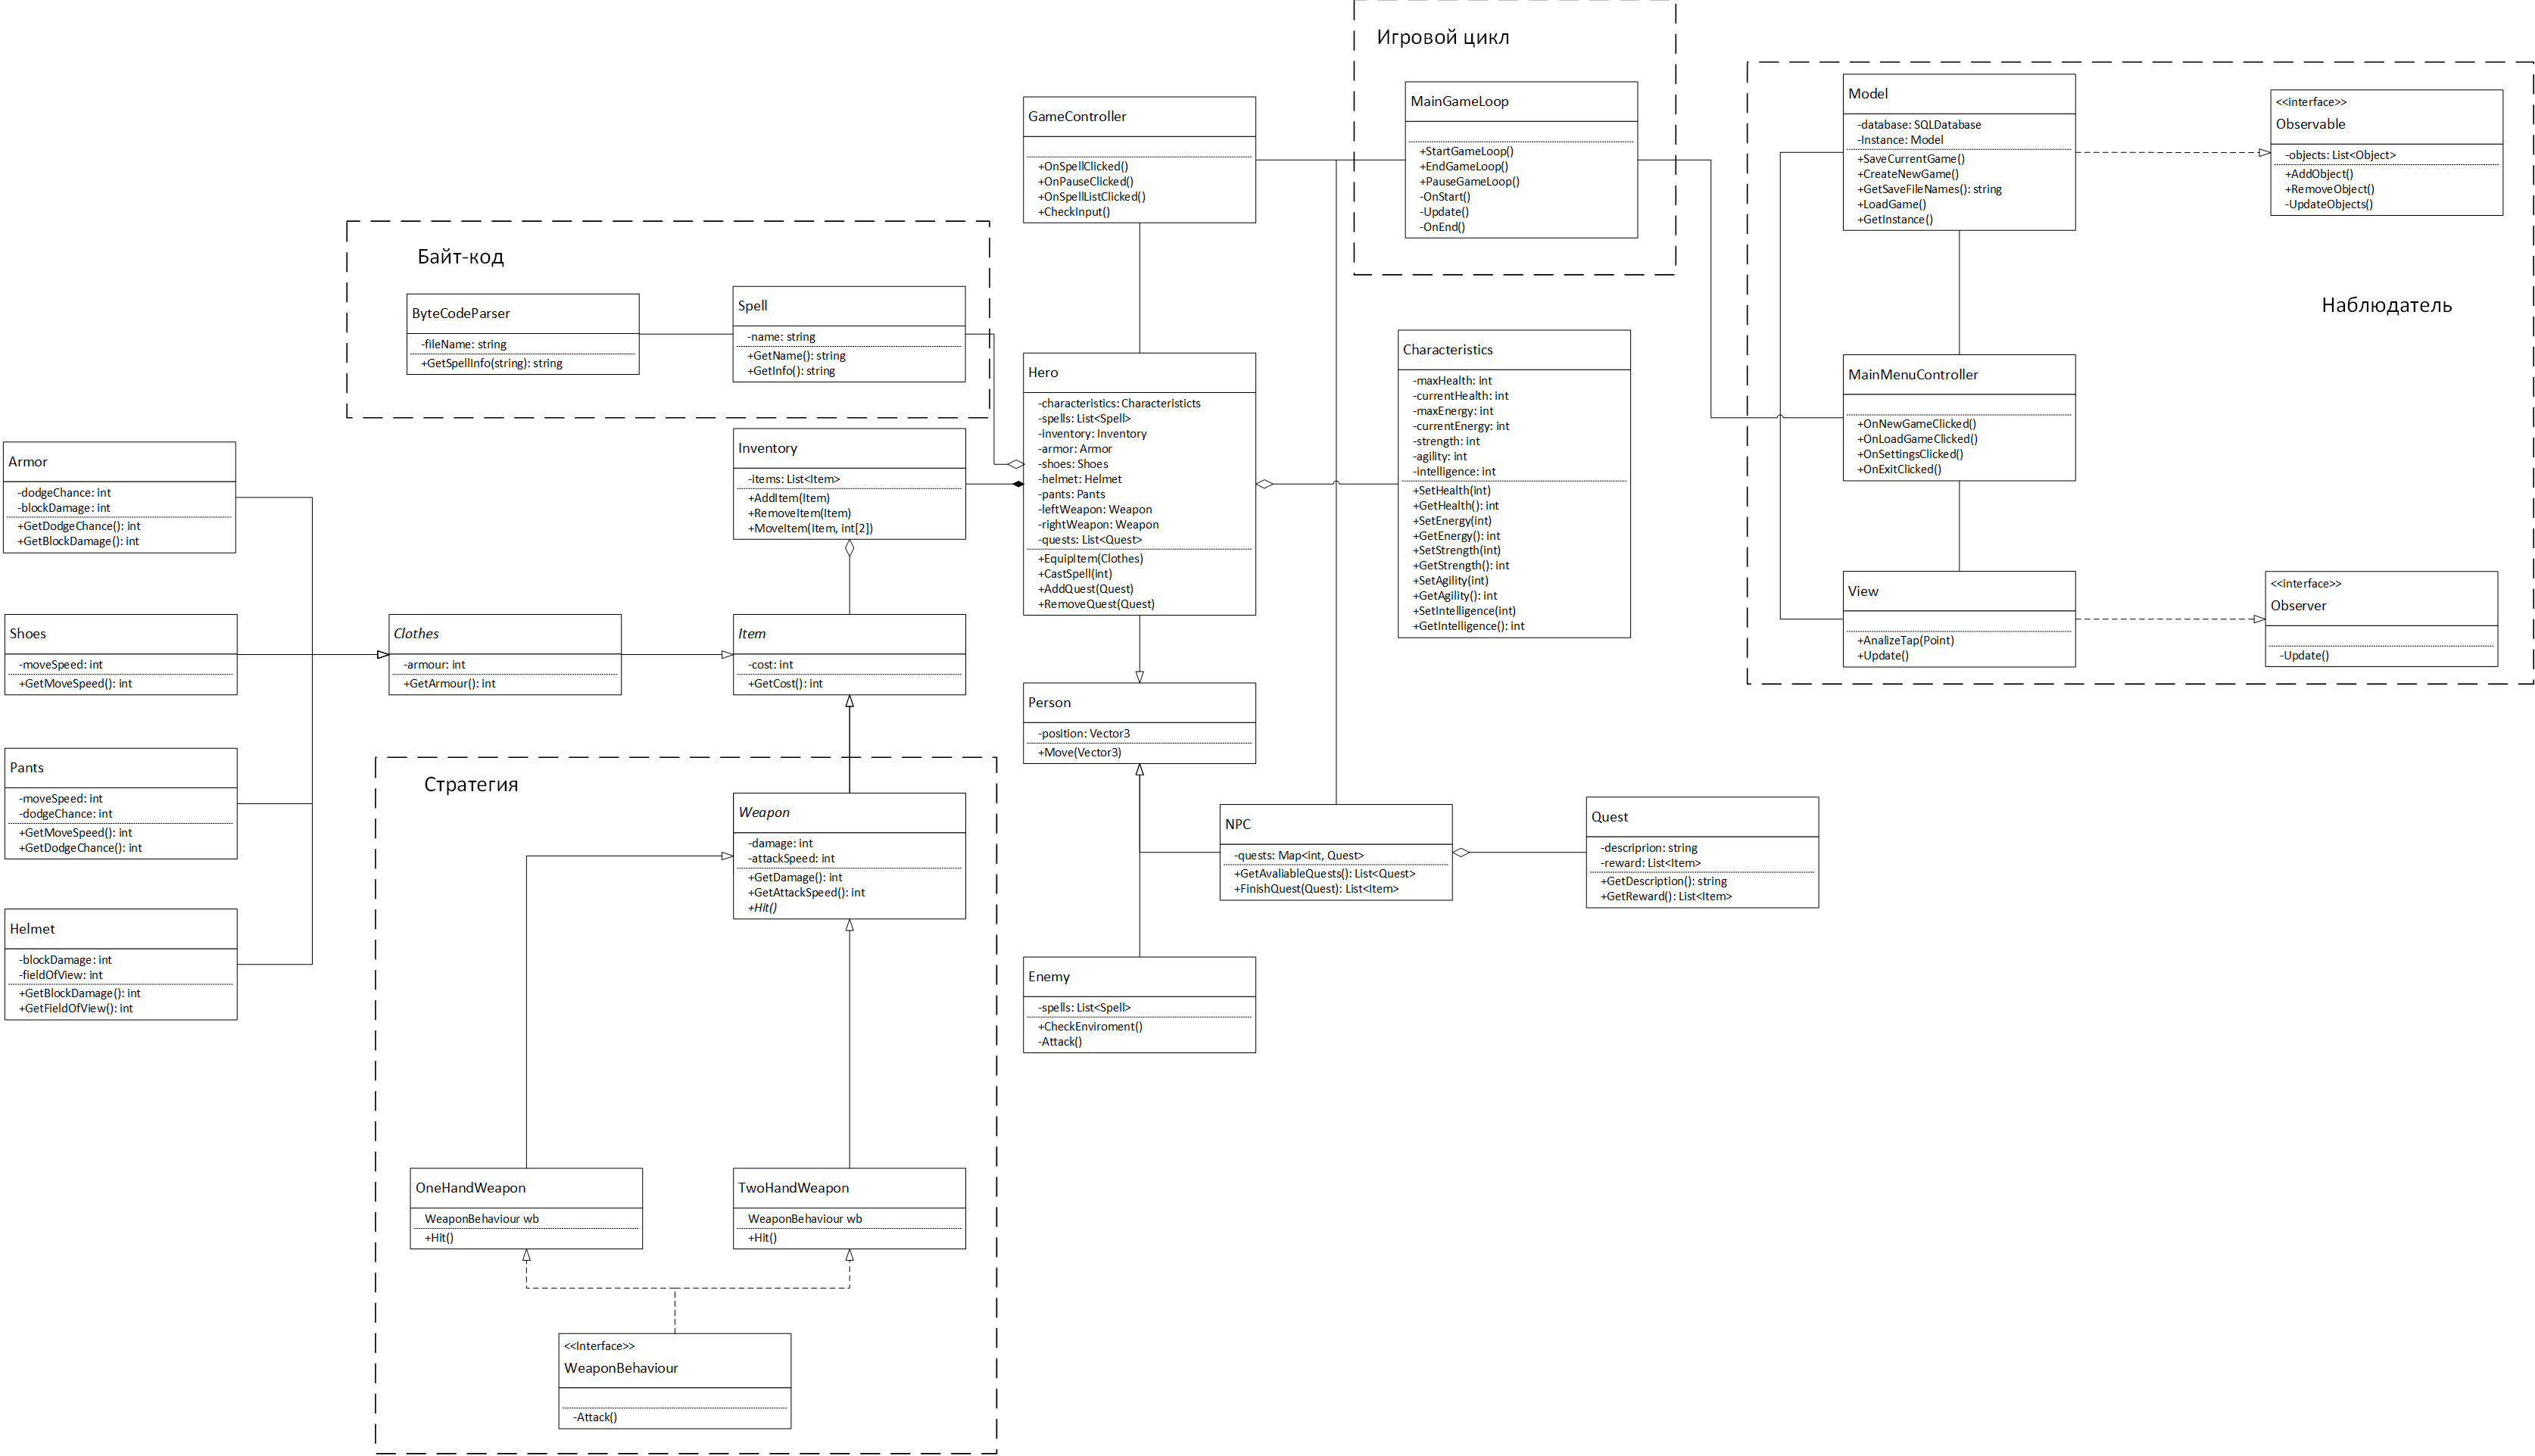 Игровой цикл
MainGameLoop
+StartGameLoop()
+EndGameLoop()
+PauseGameLoop()
-OnStart()
-Update()
-OnEnd()
GameController
+OnSpellClicked()
+OnPauseClicked()
+OnSpellListClicked()
+CheckInput()
Model
-database: SQLDatabase
-Instance: Model
+SaveCurrentGame()
+CreateNewGame()
+GetSaveFileNames(): string
+LoadGame()
+GetInstance()
<<interface>>
Observable
-objects: List<Object>
+AddObject()
+RemoveObject()
-UpdateObjects()
Наблюдатель
Байт-код
ByteCodeParser
-fileName: string
+GetSpellInfo(string): string
Spell
-name: string
+GetName(): string
+GetInfo(): string
Hero
-characteristics: Characteristicts
-spells: List<Spell>
-inventory: Inventory
-armor: Armor
-shoes: Shoes
-helmet: Helmet
-pants: Pants
-leftWeapon: Weapon
-rightWeapon: Weapon
-quests: List<Quest>
+EquipItem(Clothes)
+CastSpell(int)
+AddQuest(Quest)
+RemoveQuest(Quest)
Characteristics
-maxHealth: int
-currentHealth: int
-maxEnergy: int
-currentEnergy: int
-strength: int
-agility: int
-intelligence: int
+SetHealth(int)
+GetHealth(): int
+SetEnergy(int)
+GetEnergy(): int
+SetStrength(int)
+GetStrength(): int
+SetAgility(int)
+GetAgility(): int
+SetIntelligence(int)
+GetIntelligence(): int
MainMenuController
+OnNewGameClicked()
+OnLoadGameClicked()
+OnSettingsClicked()
+OnExitClicked()
View
+AnalizeTap(Point)
+Update()
<<interface>>
Observer
-Update()
Armor
-dodgeChance: int
-blockDamage: int
+GetDodgeChance(): int
+GetBlockDamage(): int
Inventory
-items: List<Item>
+AddItem(Item)
+RemoveItem(Item)
+MoveItem(Item, int[2])
Shoes
-moveSpeed: int
+GetMoveSpeed(): int
Clothes
-armour: int
+GetArmour(): int
Item
-cost: int
+GetCost(): int
Person
-position: Vector3
+Move(Vector3)
Pants
-moveSpeed: int
-dodgeChance: int
+GetMoveSpeed(): int
+GetDodgeChance(): int
Стратегия
Weapon
-damage: int
-attackSpeed: int
+GetDamage(): int
+GetAttackSpeed(): int
+Hit()
NPC
-quests: Map<int, Quest>
+GetAvaliableQuests(): List<Quest>
+FinishQuest(Quest): List<Item>
Quest
-descriprion: string
-reward: List<Item>
+GetDescription(): string
+GetReward(): List<Item>
Helmet
-blockDamage: int
-fieldOfView: int
+GetBlockDamage(): int
+GetFieldOfView(): int
Enemy
-spells: List<Spell>
+CheckEnviroment()
-Attack()
OneHandWeapon
WeaponBehaviour wb
+Hit()
TwoHandWeapon
WeaponBehaviour wb
+Hit()
<<Interface>>
WeaponBehaviour
-Attack()